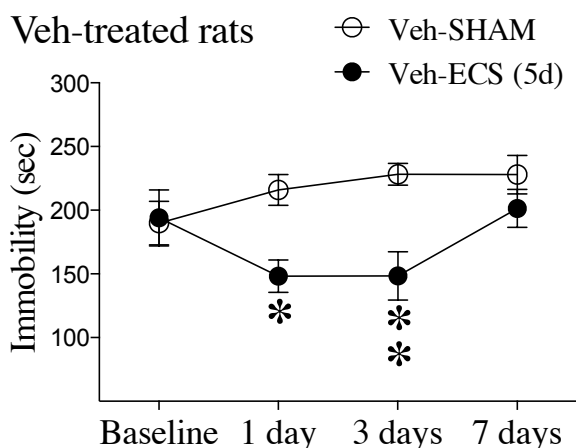 Veh-treated rats
Veh-SHAM
Veh-ECS (5d)
Immobility (sec)
300
250
200
150
100
*
*
*
Baseline 1 day 3 days 7 days